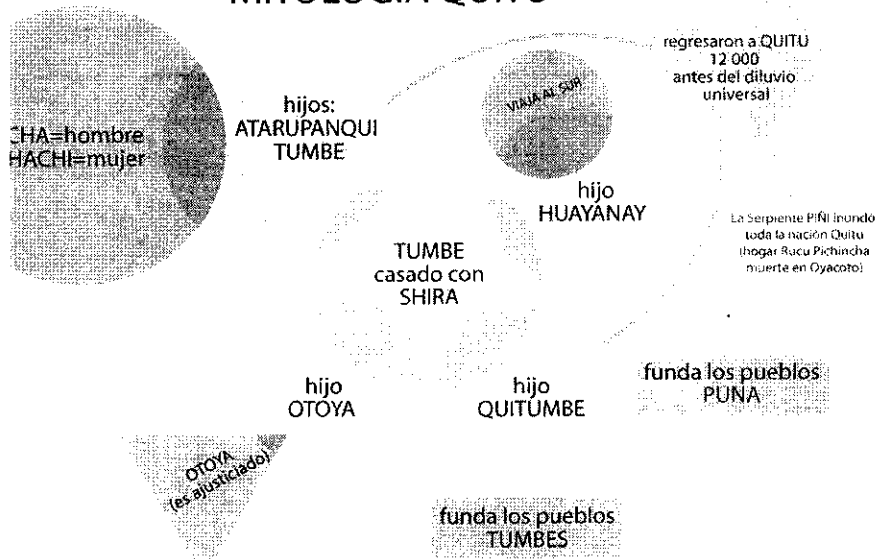 MITOLOGÍA QUITU
regresaron a QUITU
12 000
antes del diluvio
universal
VIAJA AL SUR
hijos:
ATARUPANQUI
TUMBE
CHA=hombre
HACHI=mujer
hijo
HUAYANAY
La Serpiente PIÑI inundó
toda la nación Quitu
(hogar Rucu Pichincha
muerte en Oyacoto)
TUMBE
casado con
SHIRA
hijo
OTOYA
hijo
QUITUMBE
funda los pueblos
PUNA
OTOYA
(es ajusticiado)
funda los pueblos
TUMBES